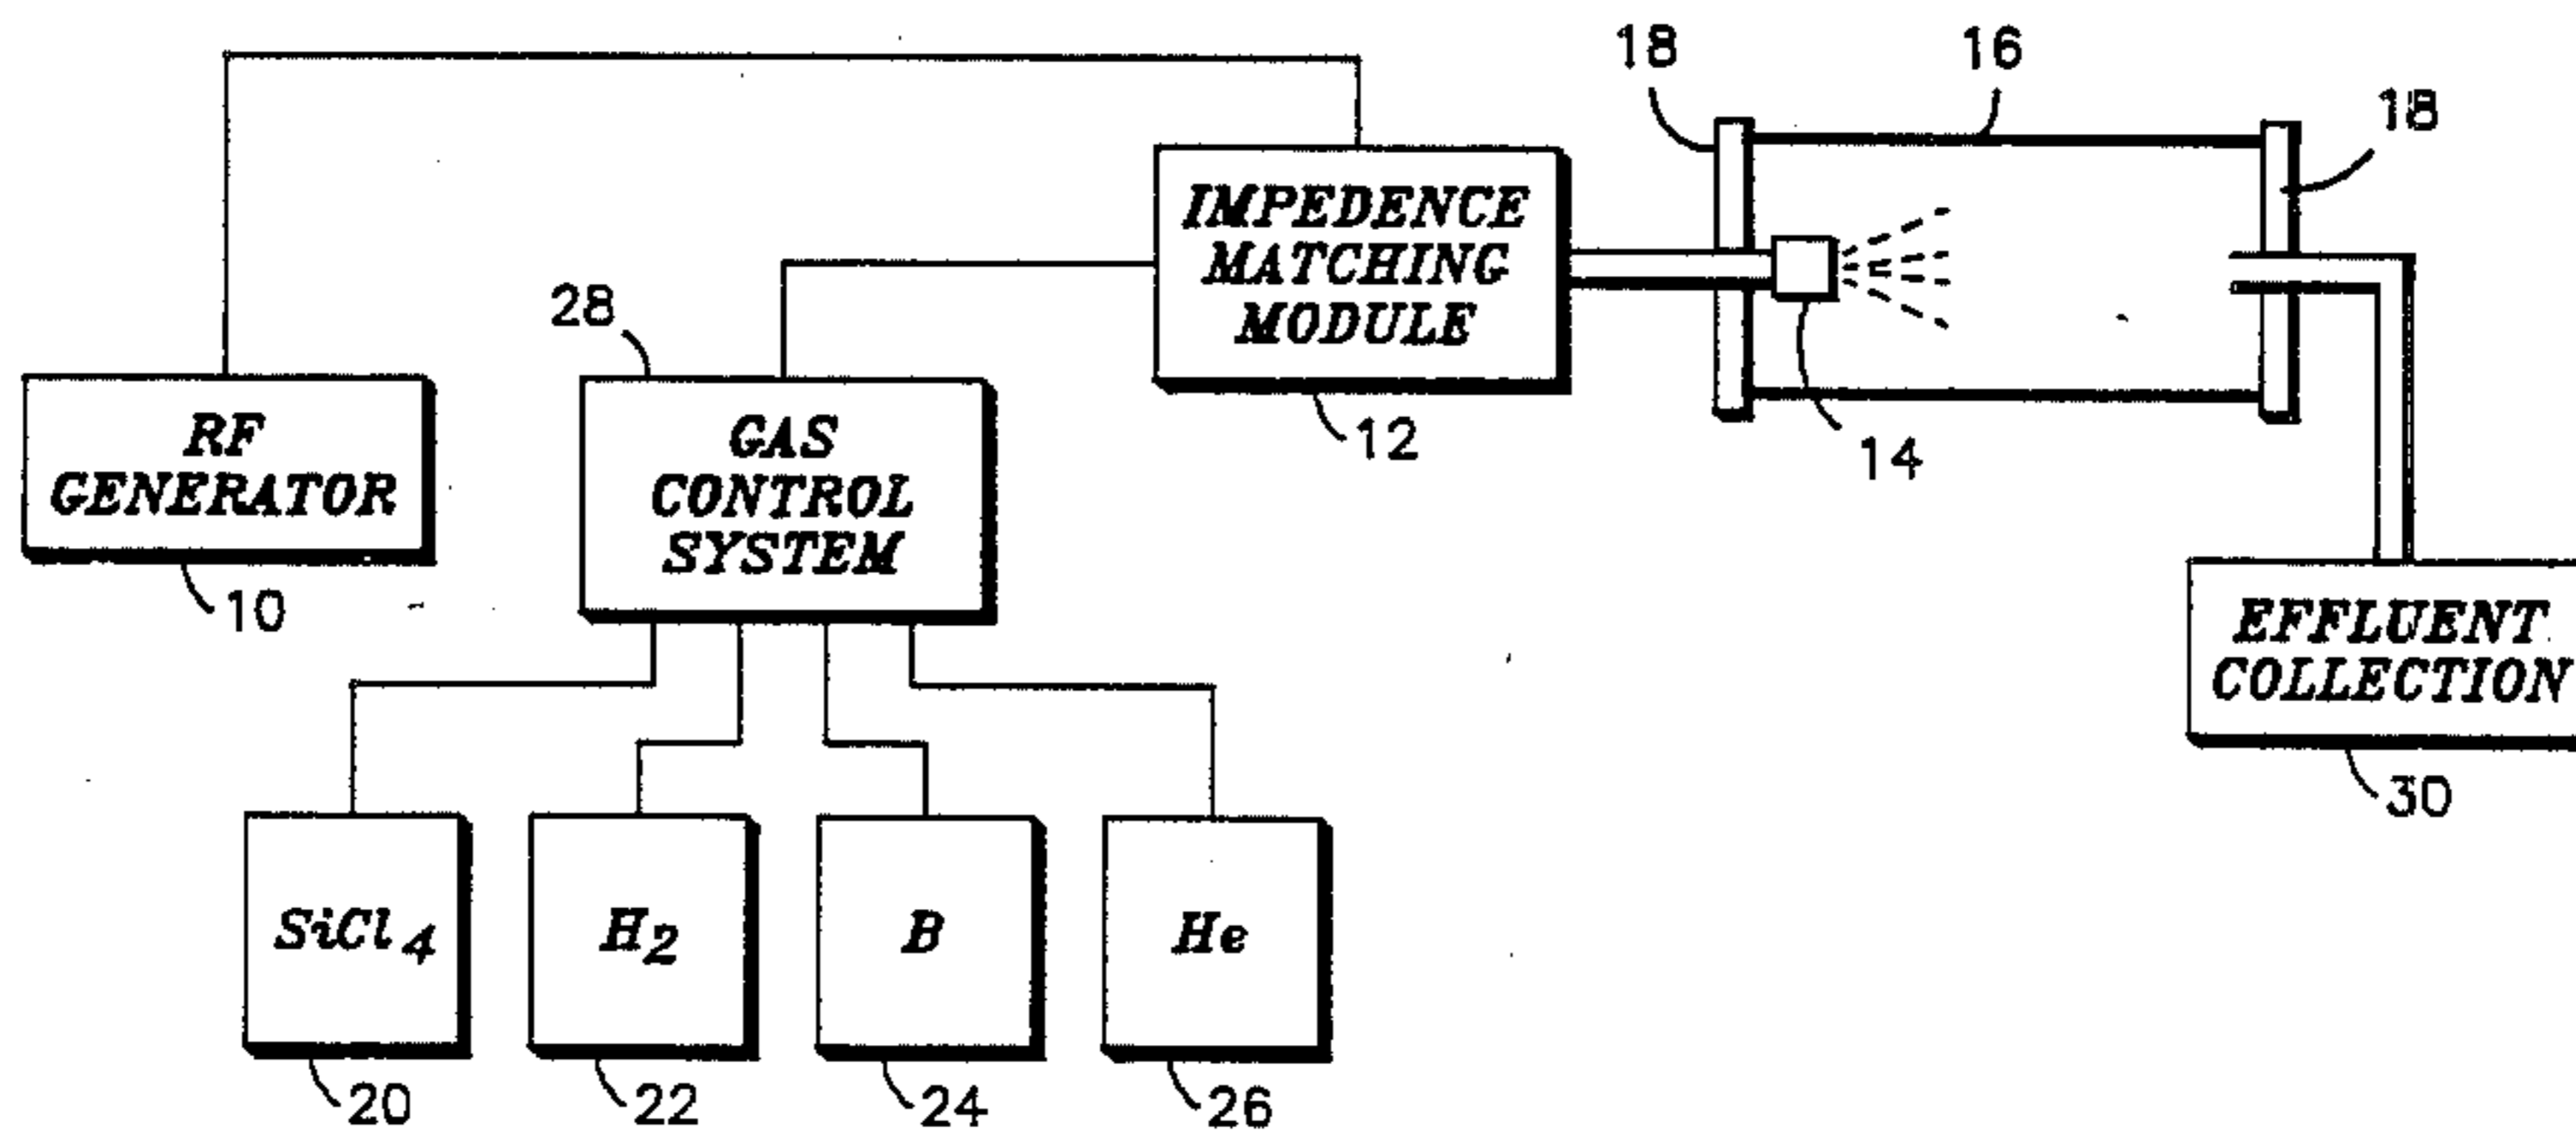 18
16
18
IMPEDENCE
MATCHING
MODULE
28
12
14
RF
GENERATOR
GAS
CONTROL
SYSTEM
10
EFFLUENT
COLLECTION
30
SiCl4
H2
B
He
20
22
24
26